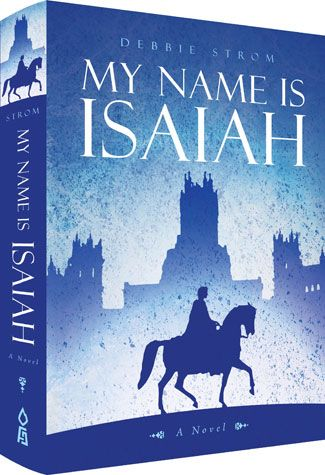 DEBBIE STROM
MY NAME IS
ISAIAH
A Novel
STROM
MY NAME IS ISAIAH
A Novel